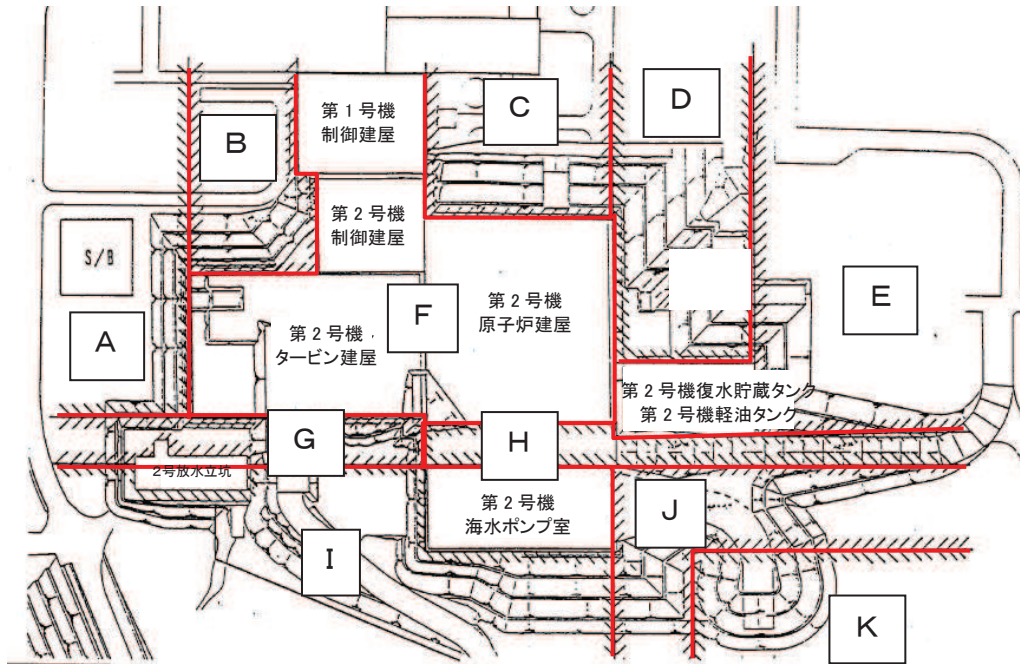 C
D
第1号機
制御建屋
B
第2号機
制御建屋
S/B
E
第2号機
原子炉建屋
F
A
第2号機
タービン建屋
第2号機復水貯蔵タンク
第2号機軽油タンク
G
H
2号放水立坑
第2号機
海水ポンプ室
J
I
K